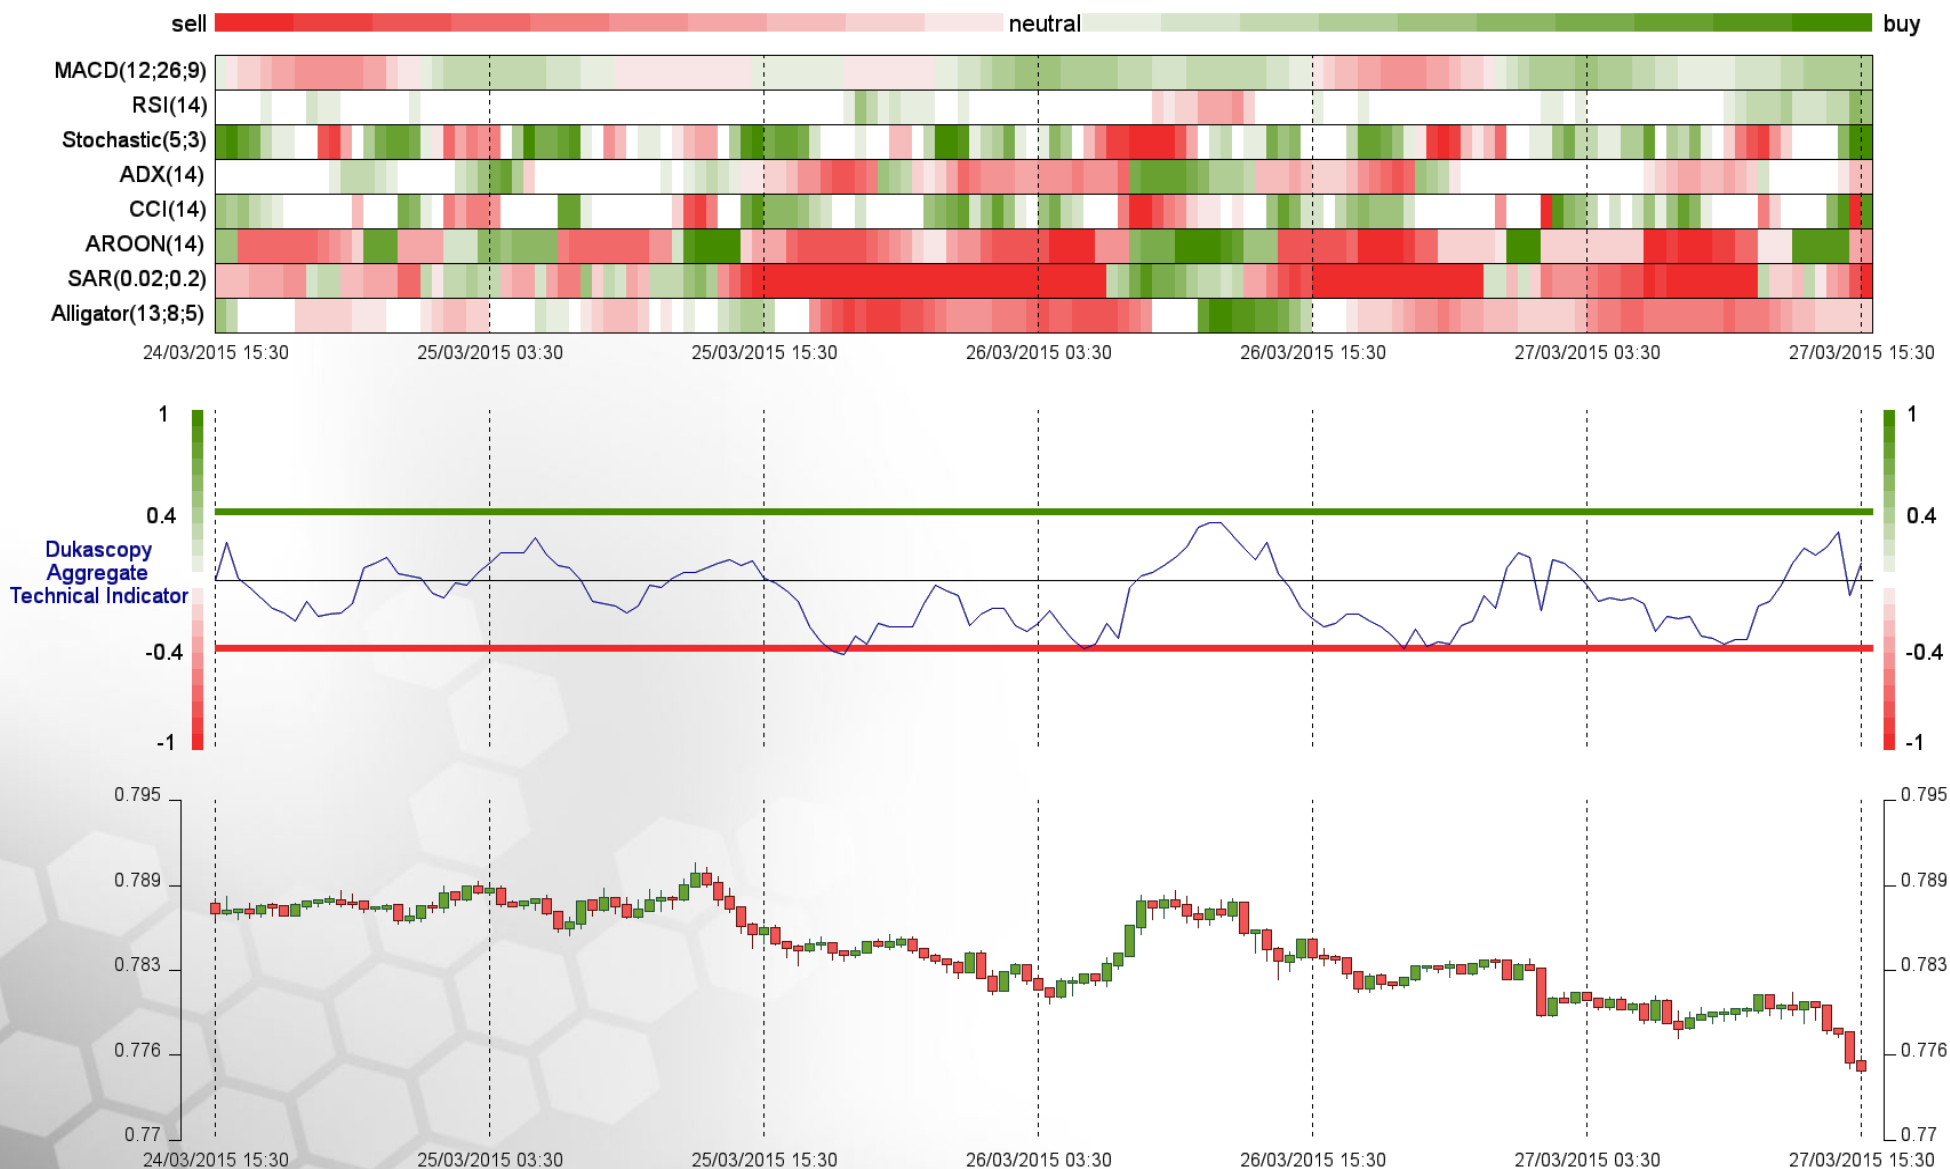 sell neutral buy
MACD(12;26;9)
RSI(14)
Stochastic(5;3)
ADX(14)
CCI(14)
AROON(14)
SAR(0.02;0.2)
Alligator(13;8;5)
24/03/2015 15:30 25/03/2015 03:30 25/03/2015 15:30 26/03/2015 03:30 26/03/2015 15:30 27/03/2015 03:30 27/03/2015 15:30
1 1
0.4 0.4
Dukascopy
Aggregate
Technical Indicator
-0.4 -0.4
-1 -1
0.795 0.795
0.789 0.789
0.783 0.783
0.776 0.776
0.77 0.77
24/03/2015 15:30 25/03/2015 03:30 25/03/2015 15:30 26/03/2015 03:30 26/03/2015 15:30 27/03/2015 03:30 27/03/2015 15:30